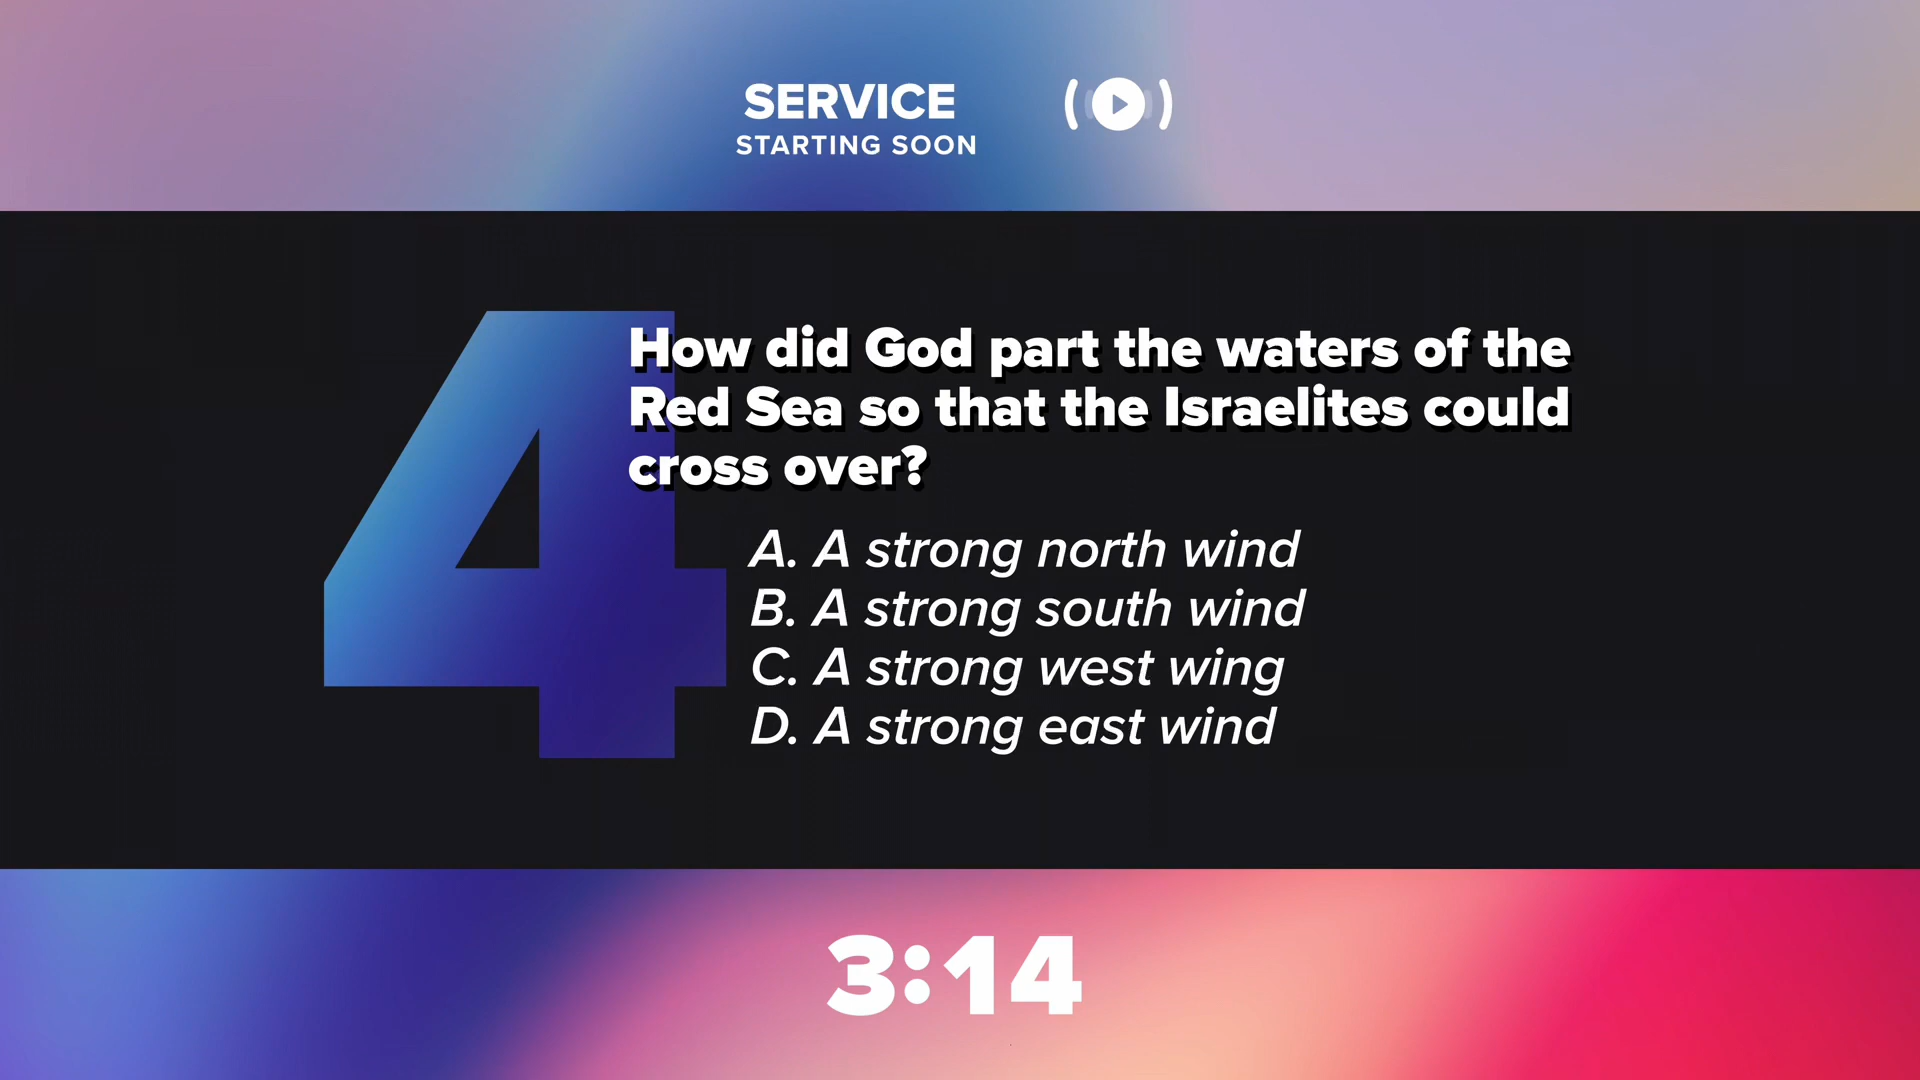 SERVICE
STARTING SOON
4
How did God part the waters of the
Red Sea so that the Israelites could
cross over?
A. A strong north wind
B. A strong south wind
C. A strong west wing
D. A strong east wind
3:14